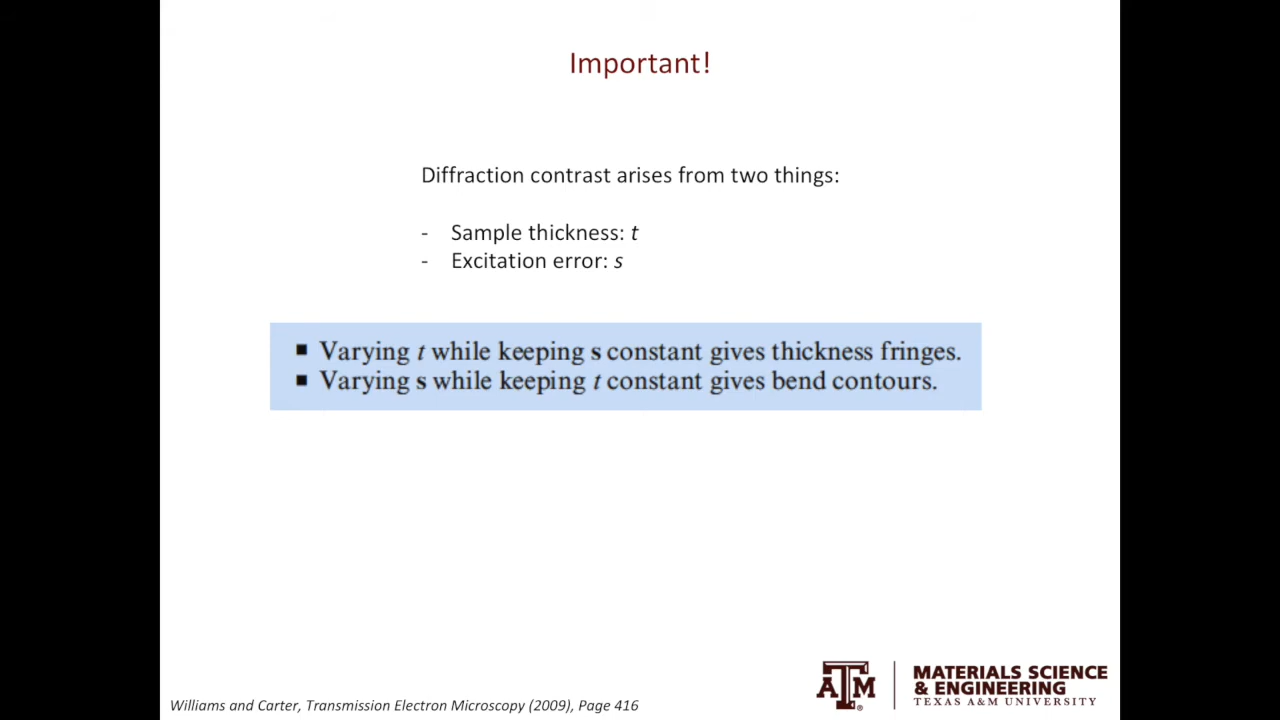 Important!
Diffraction contrast arises from two things:
- Sample thickness: t
- Excitation error: s
■ Varying t while keeping s constant gives thickness fringes.
■ Varying s while keeping t constant gives bend contours.
Williams and Carter, Transmission Electron Microscopy (2009), Page 416
ATM®
MATERIALS SCIENCE
& ENGINEERING
TEXAS A&M UNIVERSITY